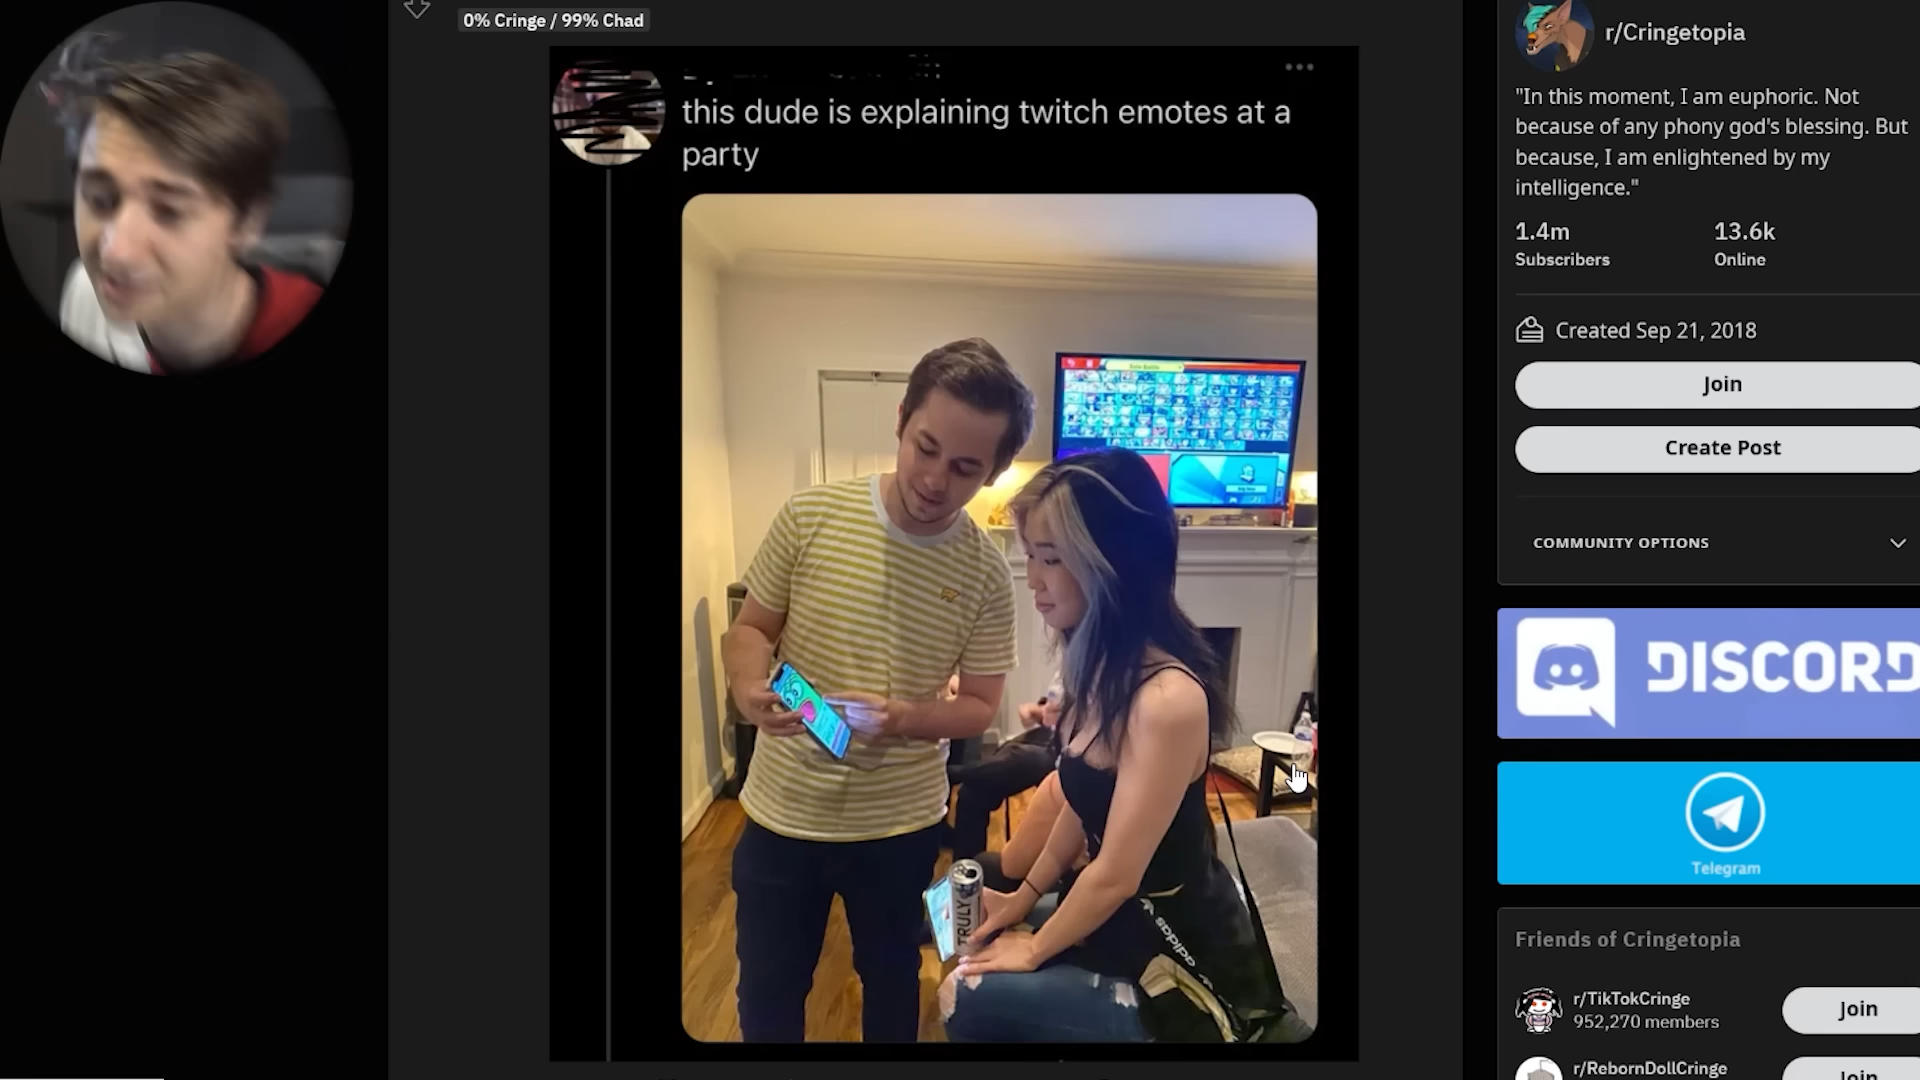 0% Cringe / 99% Chad
this dude is explaining twitch emotes at a
party
TRULY
adidas
r/Cringetopia
"In this moment, I am euphoric. Not
because of any phony god's blessing. But
because, I am enlightened by my
intelligence."
1.4m 13.6k
Subscribers Online
Created Sep 21, 2018
Join
Create Post
COMMUNITY OPTIONS
DISCORD
Telegram
Friends of Cringetopia
r/TikTokCringe
952,270 members
Join
r/RebornDollCringe
Join